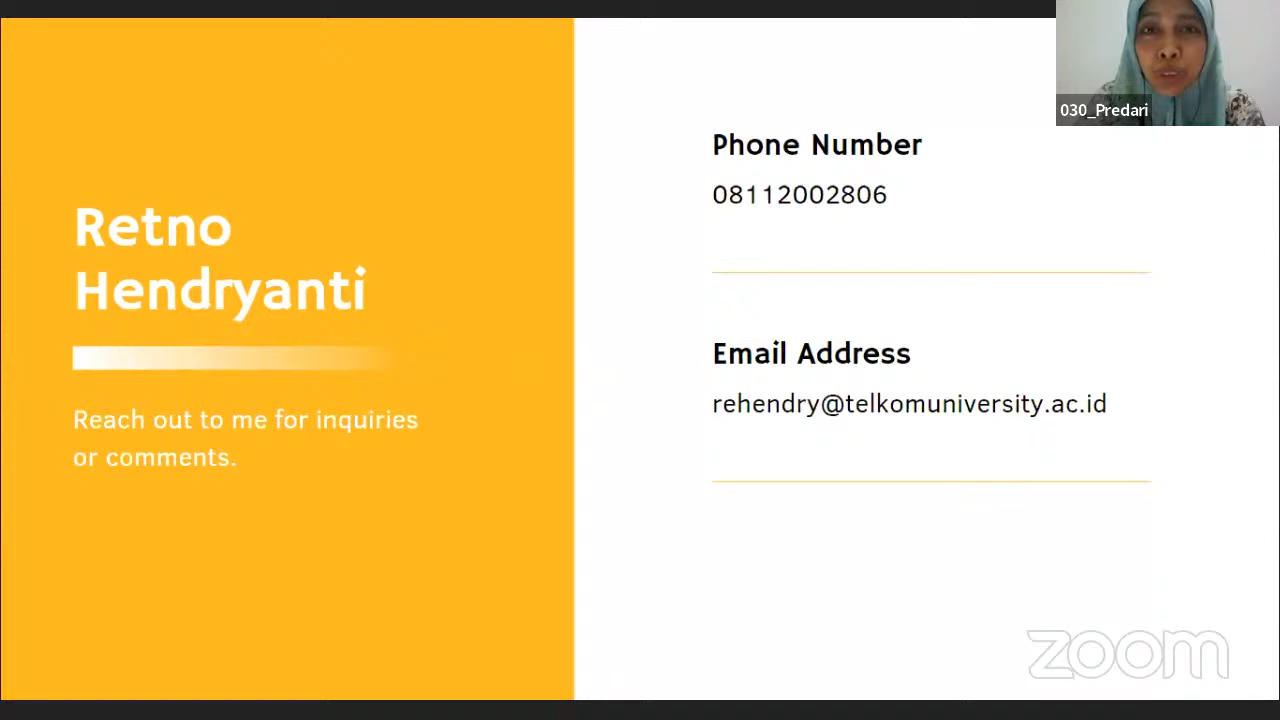 Retno
Hendryanti
Reach out to me for inquiries
or comments.
Phone Number
08112002806
Email Address
rehendry@telkomuniversity.ac.id
030_Predari
zoom